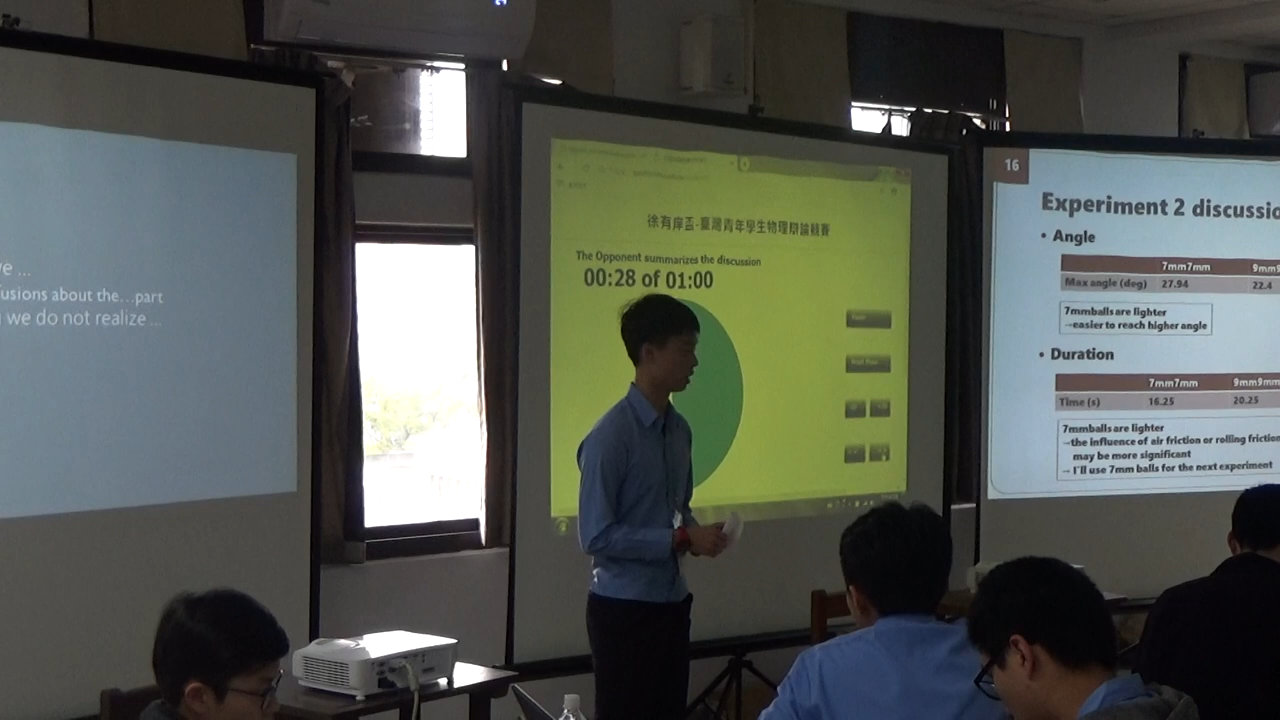 ve ...
fusions about the...part
we do not realize ...
徐有庠盃-臺灣青年學生物理辯論競賽
The Opponent summarizes the discussion
00:28 of 01:00
16
Experiment 2 discussio
• Angle
7mm7mm 9mm9
Max angle (deg) 27.94 22.4
7mmballs are lighter
→easier to reach higher angle
• Duration
7mm7mm 9mm9mm
Time (s) 16.25 20.25
7mmballs are lighter
→the influence of air friction or rolling friction
may be more significant
→ I'll use 7mm balls for the next experiment